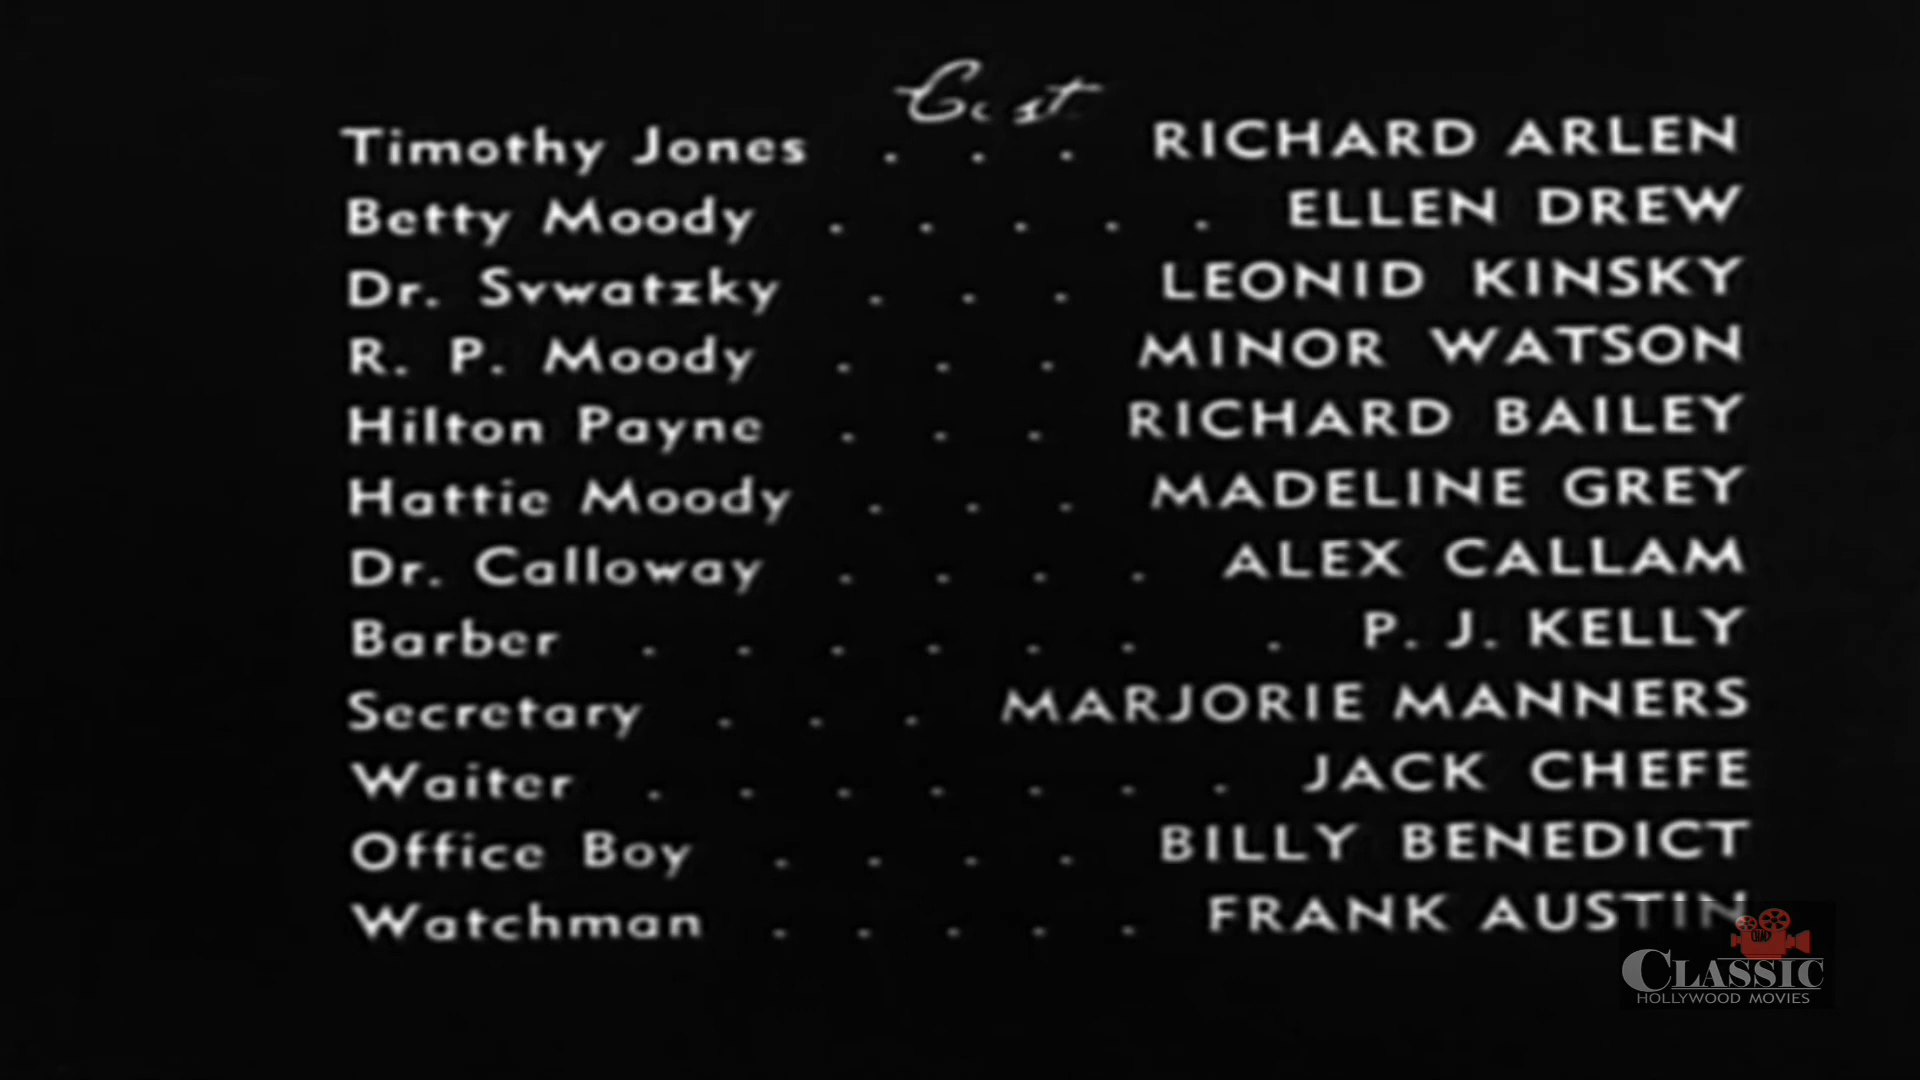 Cast
Timothy Jones . . . RICHARD ARLEN
Betty Moody . . . . . ELLEN DREW
Dr. Svwatzky . . . LEONID KINSKY
R. P. Moody . . . MINOR WATSON
Hilton Payne . . . RICHARD BAILEY
Hattie Moody . . . MADELINE GREY
Dr. Calloway . . . . ALEX CALLAM
Barber . . . . . . . P. J. KELLY
Secretary . . . MARJORIE MANNERS
Waiter . . . . . . . JACK CHEFE
Office Boy . . . . BILLY BENEDICT
Watchman . . . . . FRANK AUSTIN
CHM
CLASSIC
HOLLYWOOD MOVIES